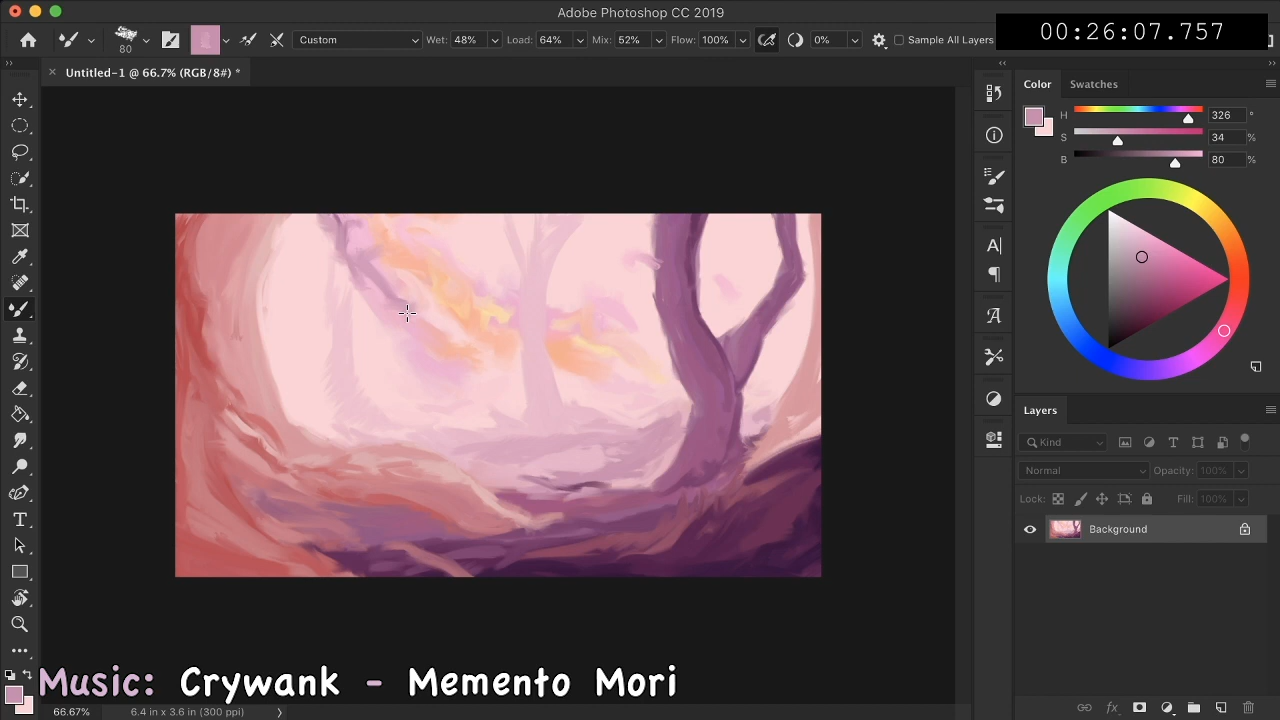 Adobe Photoshop CC 2019
00:26:07.757
80
Custom
Wet: 48%
Load: 64%
Mix: 52%
Flow: 100%
0%
Sample All Layers
Untitled-1 @ 66.7% (RGB/8#) *
Color
Swatches
H 326 °
S 34 %
B 80 %
Layers
Kind
Normal
Opacity: 100%
Lock:
Fill: 100%
Background
Music: Crywank - Memento Mori
66.67%
6.4 in x 3.6 in (300 ppi)